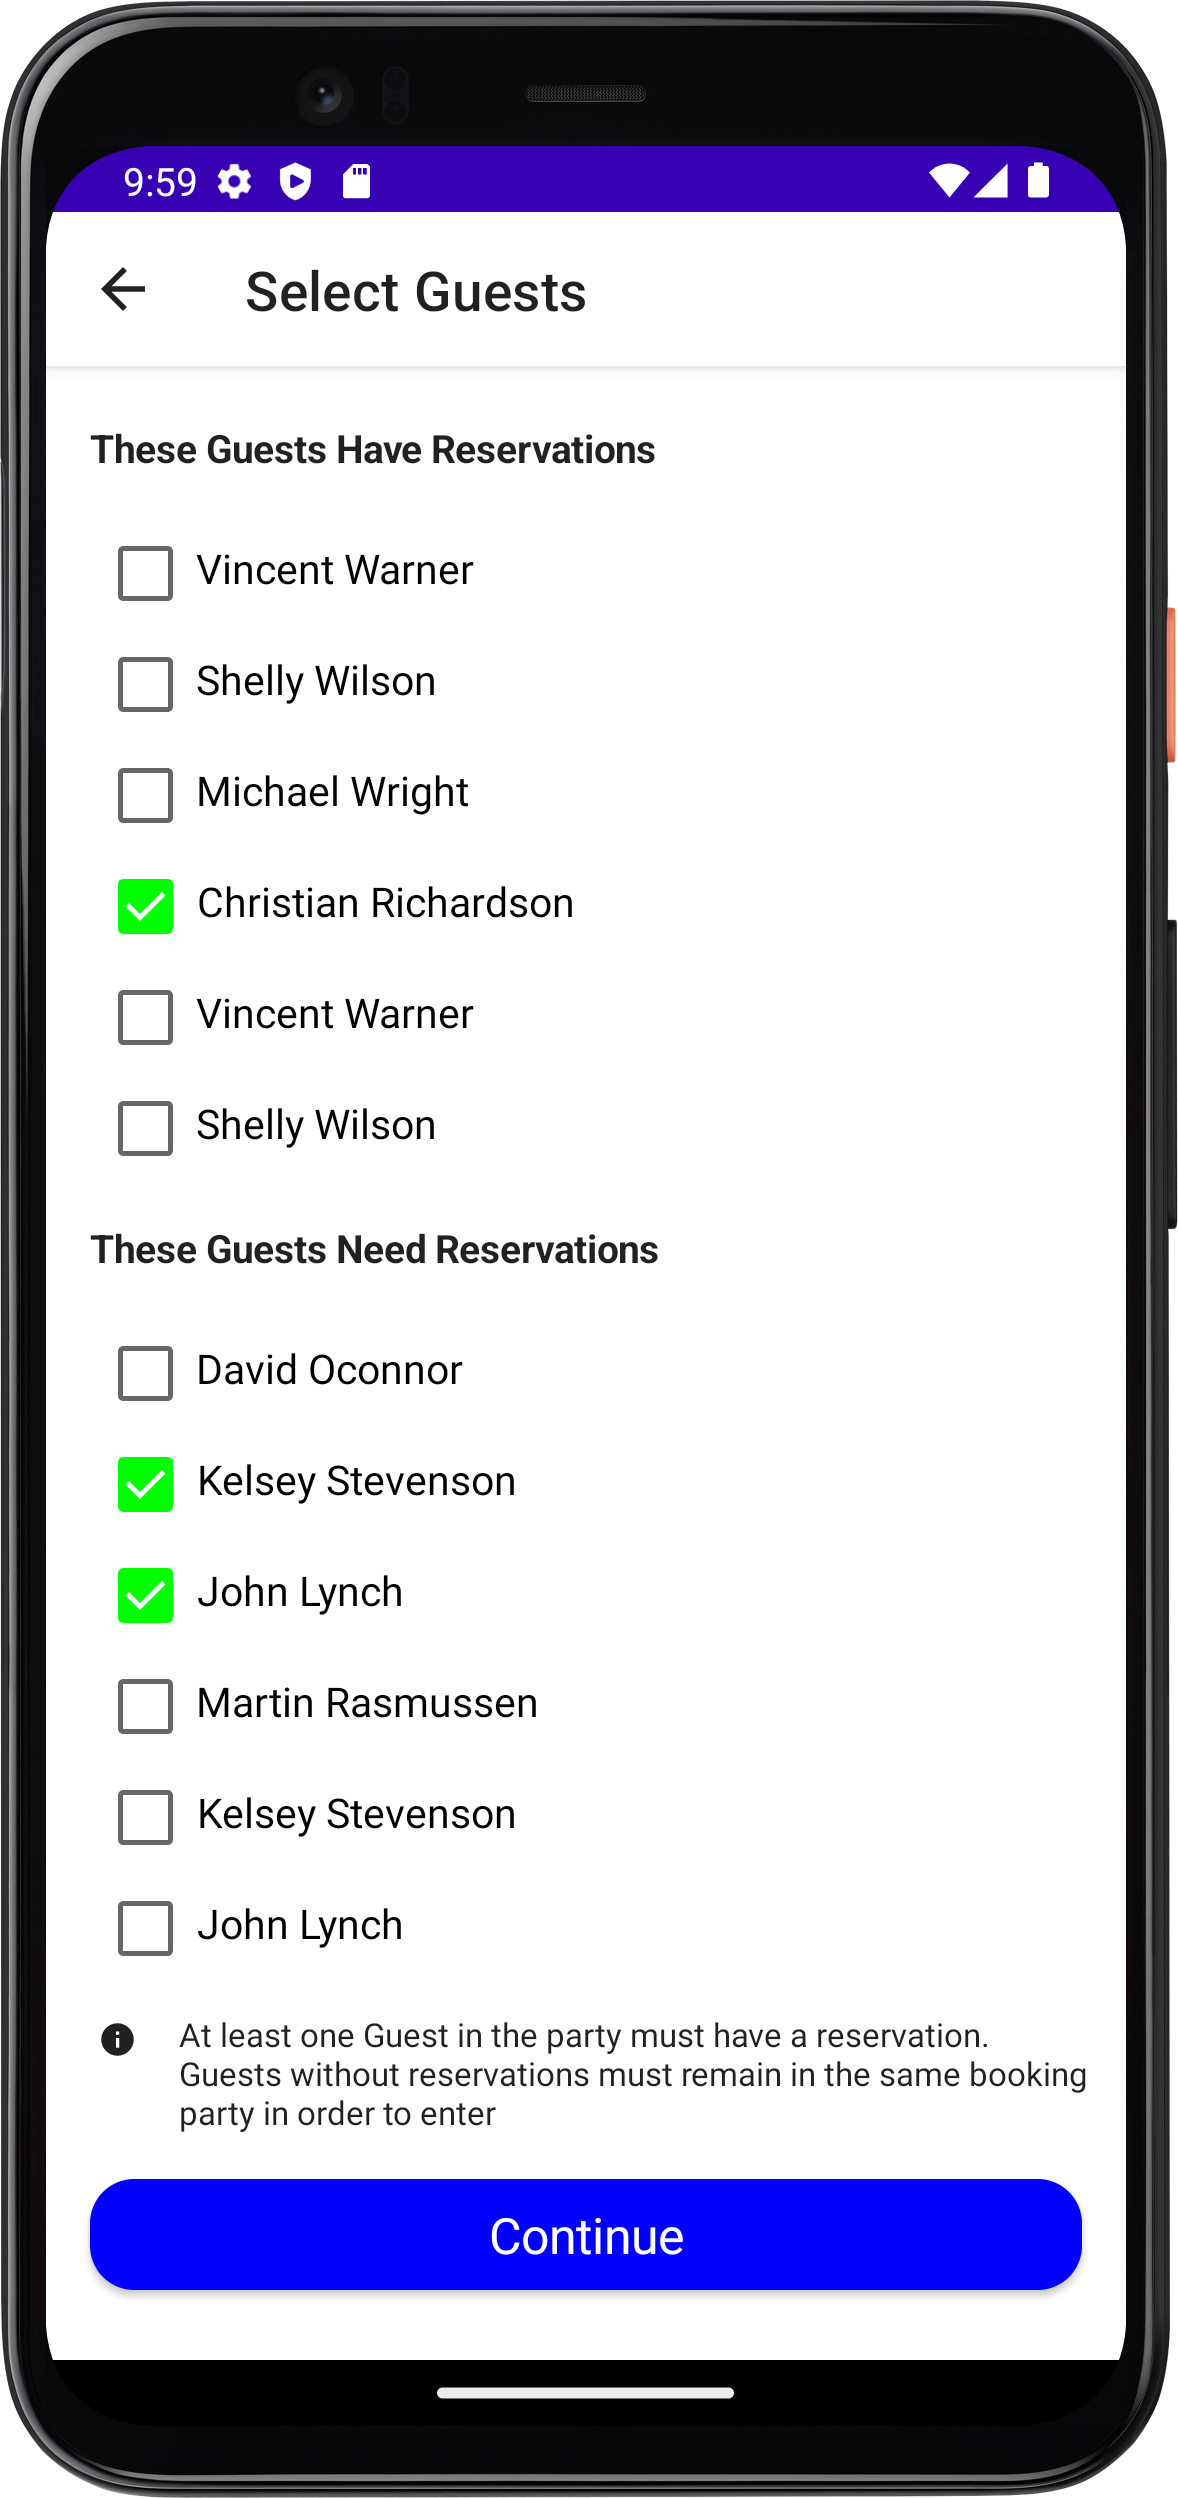 9:59
Select Guests
These Guests Have Reservations
Vincent Warner
Shelly Wilson
Michael Wright
Christian Richardson
Vincent Warner
Shelly Wilson
These Guests Need Reservations
David Oconnor
Kelsey Stevenson
John Lynch
Martin Rasmussen
Kelsey Stevenson
John Lynch
At least one Guest in the party must have a reservation.
Guests without reservations must remain in the same booking
party in order to enter
Continue